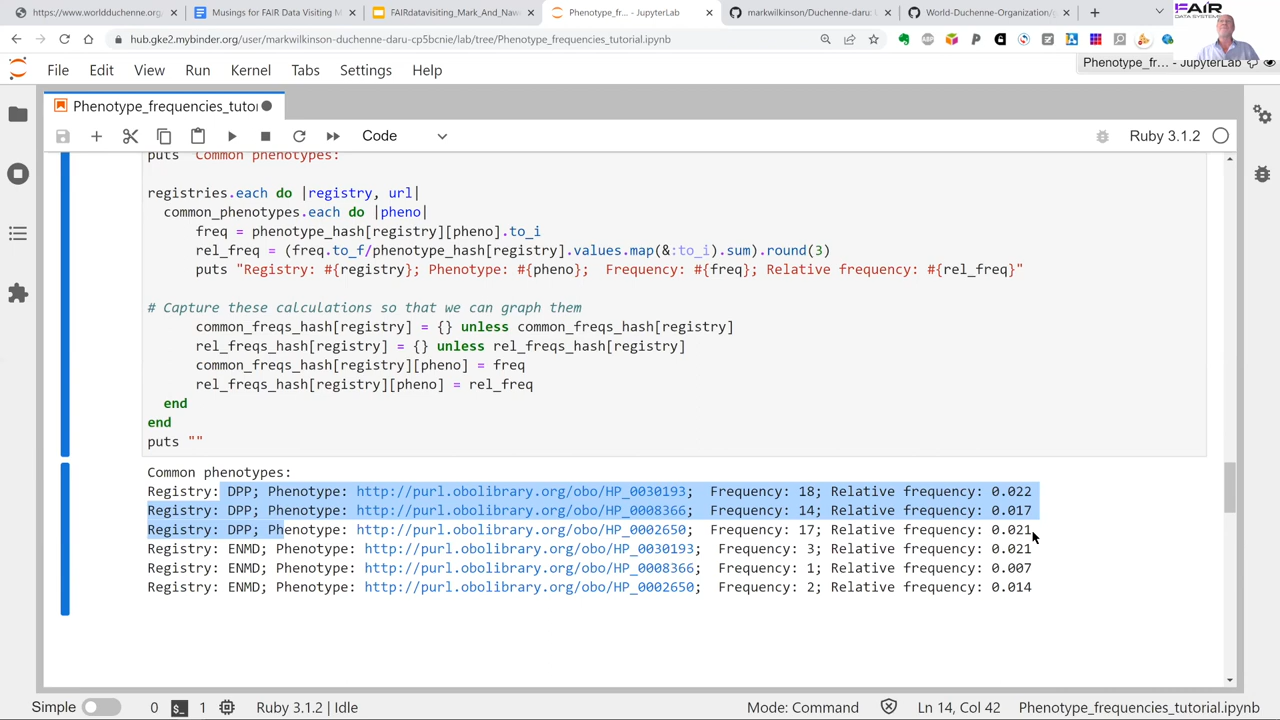 https://www.worldduchenne.or
Musings for FAIR Data Visiting M
FAIRdatavisiting_Mark_And_Nav
Phenotype_fr... - JupyterLab
markwilkinson/Duchenne-daru: U
World-Duchenne-Organization/
FAIR
DATA SYSTEMS
hub.gke2.mybinder.org/user/markwilkinson-duchenne-daru-cp5bchbe/lab/tree/Phenotype_frequencies_tutorial.ipynb
File Edit View Run Kernel Tabs Settings Help
Phenotype_fr... - JupyterLab
Phenotype_frequencies_tuto
Code
Ruby 3.1.2
puts "Common phenotypes:
registries.each do |registry, url|
common_phenotypes.each do |pheno|
freq = phenotype_hash[registry][pheno].to_i
rel_freq = (freq.to_f/phenotype_hash[registry].values.map(&:to_i).sum).round(3)
puts "Registry: #{registry}; Phenotype: #{pheno};  Frequency: #{freq}; Relative frequency: #{rel_freq}"
# Capture these calculations so that we can graph them
common_freqs_hash[registry] = {} unless common_freqs_hash[registry]
rel_freqs_hash[registry] = {} unless rel_freqs_hash[registry]
common_freqs_hash[registry][pheno] = freq
rel_freqs_hash[registry][pheno] = rel_freq
end
end
puts ""
Common phenotypes:
Registry: DPP; Phenotype: http://purl.obolibrary.org/obo/HP_0030193;  Frequency: 18; Relative frequency: 0.022
Registry: DPP; Phenotype: http://purl.obolibrary.org/obo/HP_0008366;  Frequency: 14; Relative frequency: 0.017
Registry: DPP; Phenotype: http://purl.obolibrary.org/obo/HP_0002650;  Frequency: 17; Relative frequency: 0.021
Registry: ENMD; Phenotype: http://purl.obolibrary.org/obo/HP_0030193;  Frequency: 3; Relative frequency: 0.021
Registry: ENMD; Phenotype: http://purl.obolibrary.org/obo/HP_0008366;  Frequency: 1; Relative frequency: 0.007
Registry: ENMD; Phenotype: http://purl.obolibrary.org/obo/HP_0002650;  Frequency: 2; Relative frequency: 0.014
Simple 0 1 Ruby 3.1.2 | Idle Mode: Command Ln 14, Col 42 Phenotype_frequencies_tutorial.ipynb